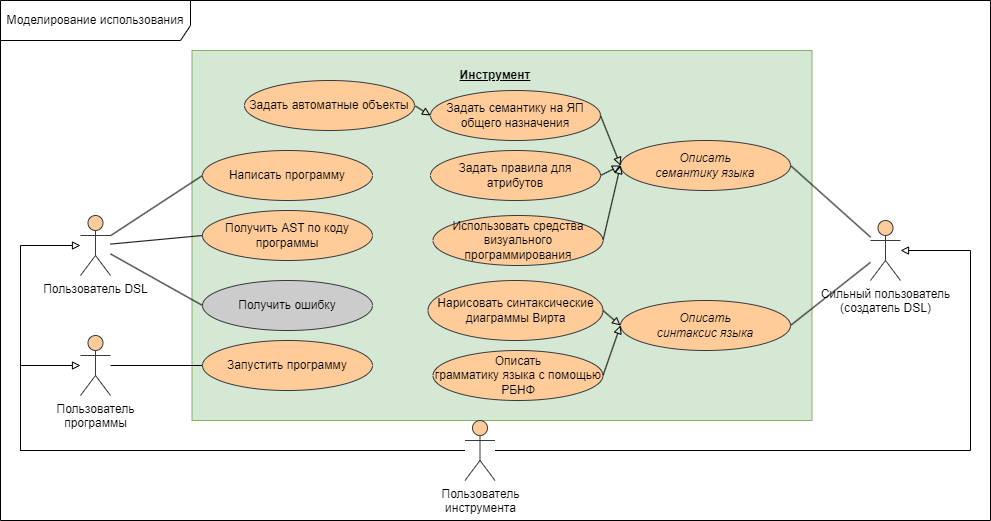 Моделирование использования
Инструмент
Задать автоматные объекты
Задать семантику на ЯП
общего назначения
Написать программу
Задать правила для
атрибутов
Описать
семантику языка
Получить AST по коду
программы
Использовать средства
визуального
программирования
Пользователь DSL
Сильный пользователь
(создатель DSL)
Получить ошибку
Нарисовать синтаксические
диаграммы Вирта
Описать
синтаксис языка
Запустить программу
Описать
грамматику языка с помощью
РБНФ
Пользователь
программы
Пользователь
инструмента